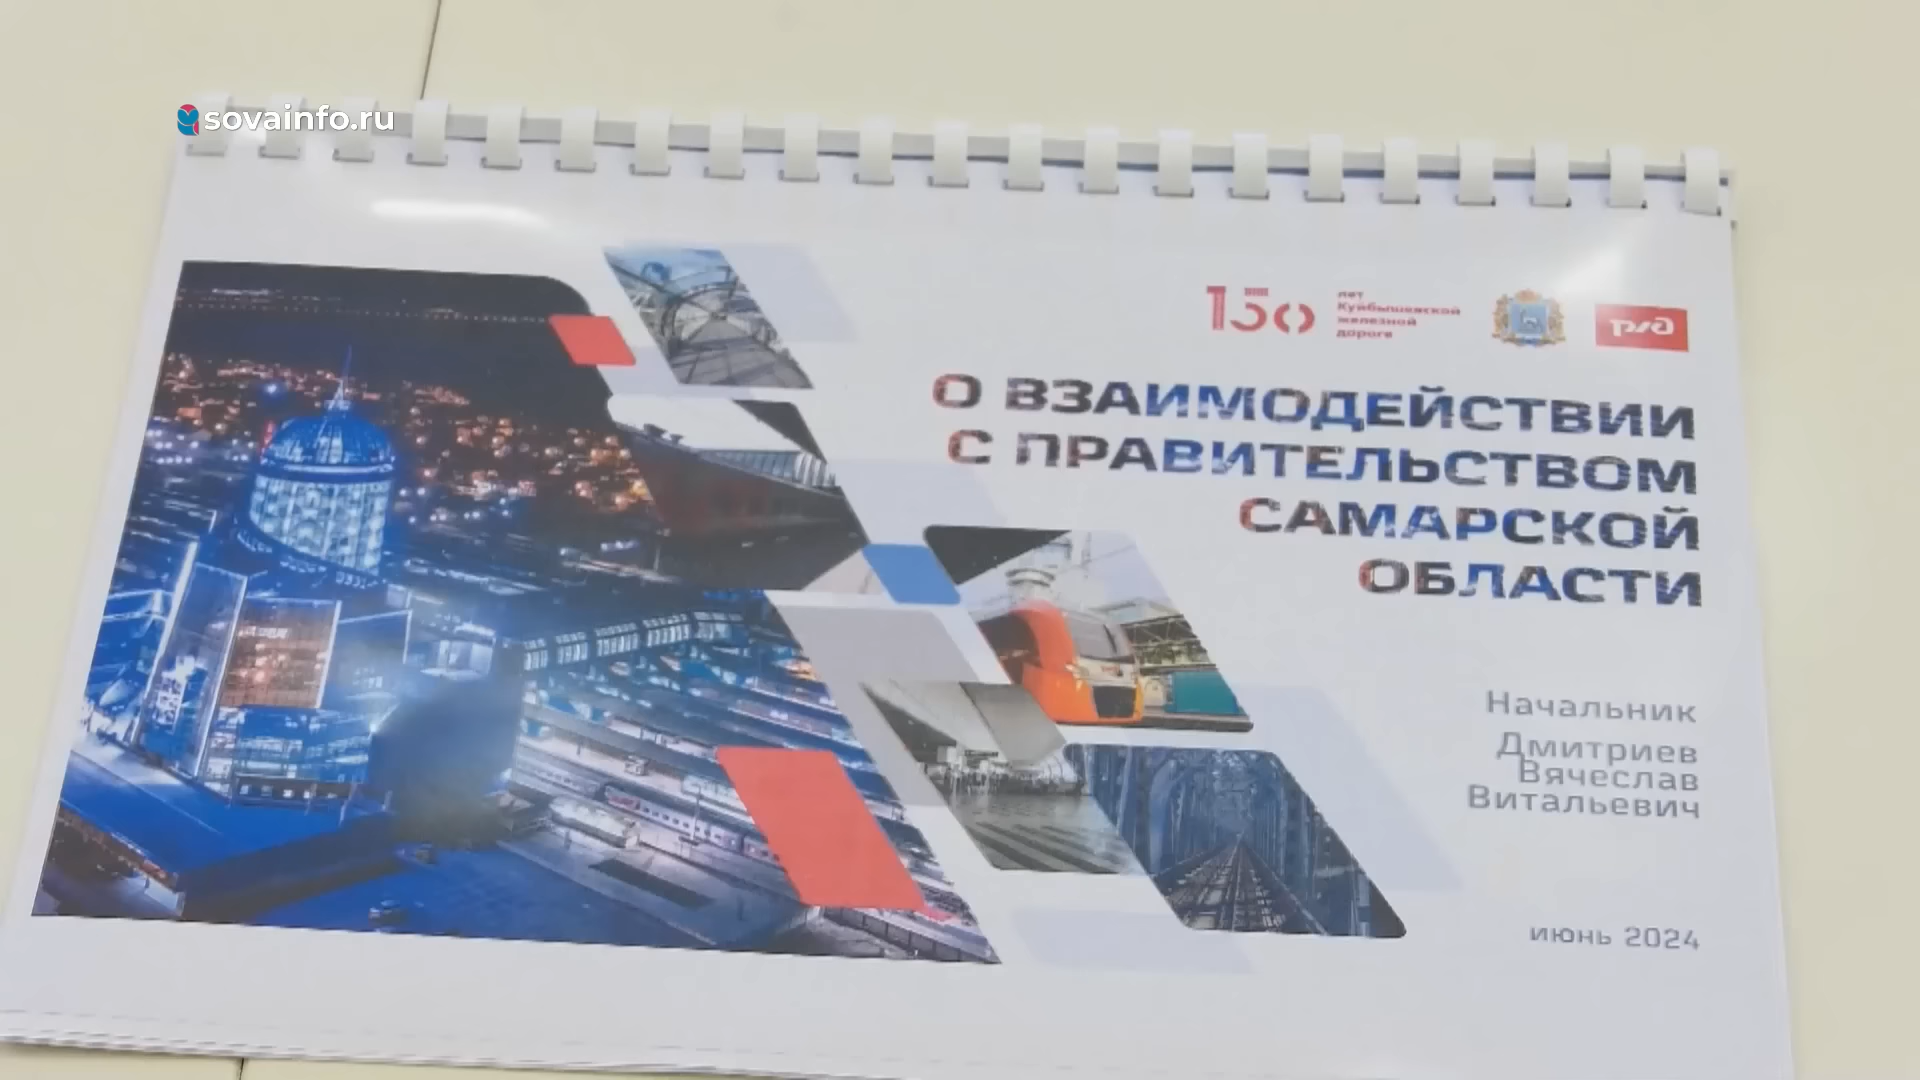 sovainfo.ru
150
лет
Куйбышевской
железной
дороге
РЖД
О ВЗАИМОДЕЙСТВИИ
С ПРАВИТЕЛЬСТВОМ
САМАРСКОЙ
ОБЛАСТИ
Начальник
Дмитриев
Вячеслав
Витальевич
июнь 2024